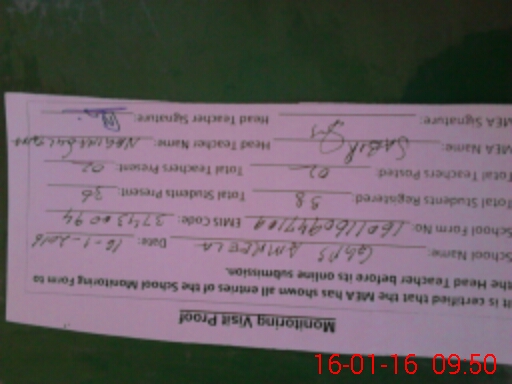 Monitoring Visit Proof
It is certified that the MEA has shown all entries of the School Monitoring Form to
the Head Teacher before its online submission.
School Name: GGPS AMREELA Date: 16-1-2016
School Form No: EMIS Code: 37430094
Total Students Registered: 38 Total Students Present: 36
Total Teachers Posted: 02 Total Teachers Present: 02
MEA Name: SABIR Head Teacher Name:
MEA Signature: Head Teacher Signature:
16-01-16 09.50